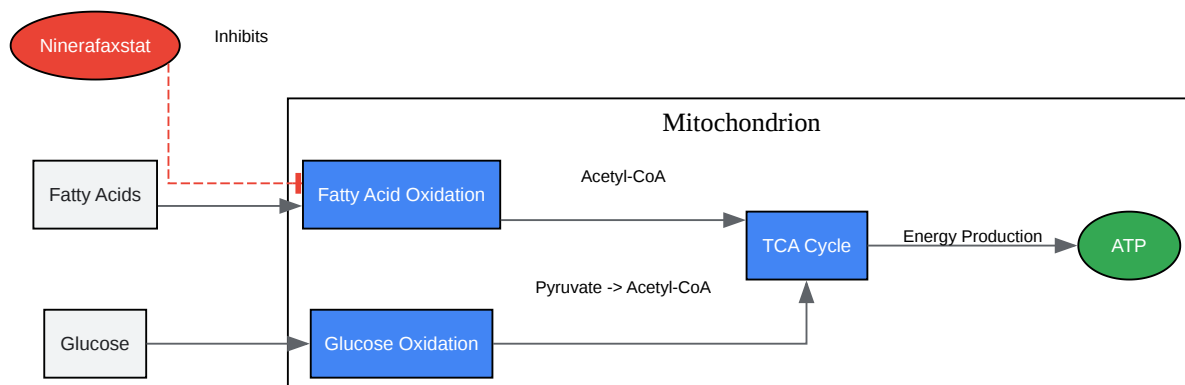 Ninerafaxstat
Inhibits
Mitochondrion
Fatty Acids
Fatty Acid Oxidation
Acetyl-CoA
TCA Cycle
Energy Production
ATP
Pyruvate -> Acetyl-CoA
Glucose
Glucose Oxidation